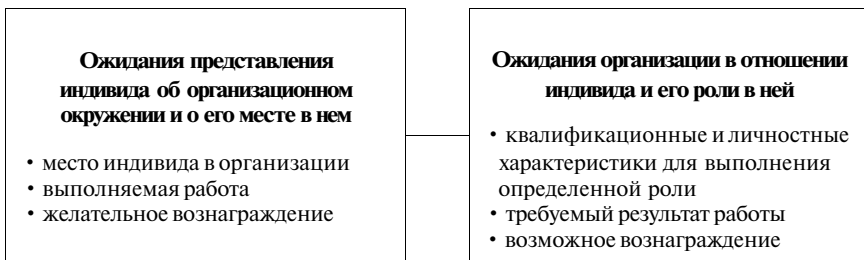 Ожидания представления
индивида об организационном
окружении и о его месте в нем
• место индивида в организации
• выполняемая работа
• желательное вознаграждение
Ожидания организации в отношении
индивида и его роли в ней
• квалификационные и личностные
характеристики для выполнения
определенной роли
• требуемый результат работы
• возможное вознаграждение